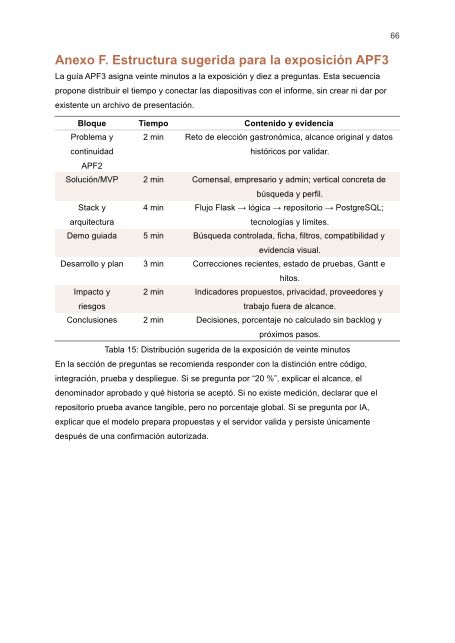 66
Anexo F. Estructura sugerida para la exposición APF3
La guía APF3 asigna veinte minutos a la exposición y diez a preguntas. Esta secuencia
propone distribuir el tiempo y conectar las diapositivas con el informe, sin crear ni dar por
existente un archivo de presentación.
Bloque Tiempo Contenido y evidencia
Problema y 2 min Reto de elección gastronómica, alcance original y datos
continuidad históricos por validar.
APF2
Solución/MVP 2 min Comensal, empresario y admin; vertical concreta de
búsqueda y perfil.
Stack y 4 min Flujo Flask → lógica → repositorio → PostgreSQL;
arquitectura tecnologías y límites.
Demo guiada 5 min Búsqueda controlada, ficha, filtros, compatibilidad y
evidencia visual.
Desarrollo y plan 3 min Correcciones recientes, estado de pruebas, Gantt e
hitos.
Impacto y 2 min Indicadores propuestos, privacidad, proveedores y
riesgos trabajo fuera de alcance.
Conclusiones 2 min Decisiones, porcentaje no calculado sin backlog y
próximos pasos.
Tabla 15: Distribución sugerida de la exposición de veinte minutos
En la sección de preguntas se recomienda responder con la distinción entre código,
integración, prueba y despliegue. Si se pregunta por “20 %”, explicar el alcance, el
denominador aprobado y qué historia se aceptó. Si no existe medición, declarar que el
repositorio prueba avance tangible, pero no porcentaje global. Si se pregunta por IA,
explicar que el modelo prepara propuestas y el servidor valida y persiste únicamente
después de una confirmación autorizada.